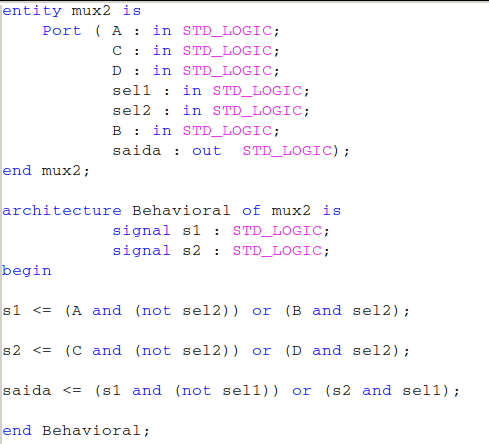 entity mux2 is
Port ( A : in STD_LOGIC;
C : in STD_LOGIC;
D : in STD_LOGIC;
sel1 : in STD_LOGIC;
sel2 : in STD_LOGIC;
B : in STD_LOGIC;
saida : out STD_LOGIC);
end mux2;
architecture Behavioral of mux2 is
signal s1 : STD_LOGIC;
signal s2 : STD_LOGIC;
begin
s1 <= (A and (not sel2)) or (B and sel2);
s2 <= (C and (not sel2)) or (D and sel2);
saida <= (s1 and (not sel1)) or (s2 and sel1);
end Behavioral;